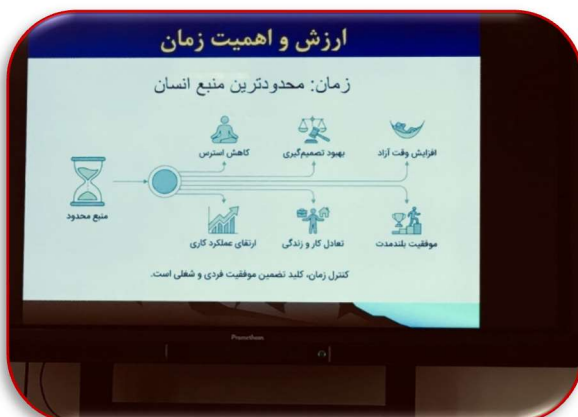 ارزش و اهمیت زمان
زمان: محدودترین منبع انسان
افزایش وقت آزاد
بهبود تصمیم‌گیری
کاهش استرس
منبع محدود
موفقیت بلندمدت
تعادل کار و زندگی
ارتقای عملکرد کاری
کنترل زمان، کلید تضمین موفقیت فردی و شغلی است.
Promethean